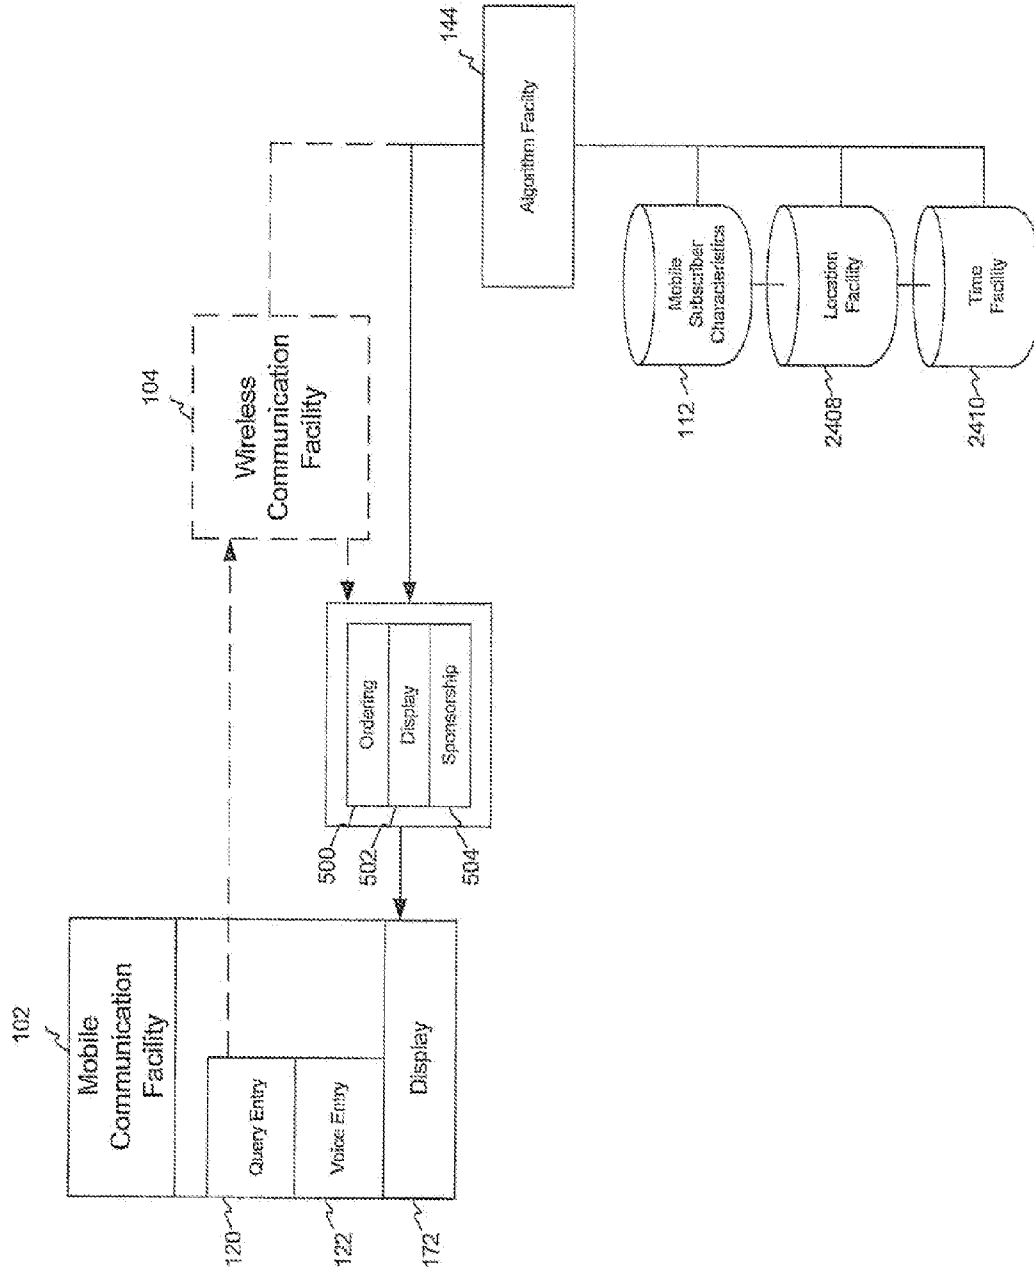 102
Mobile
Communication
Facility
120
Query Entry
122
Voice Entry
172
Display
104
Wireless
Communication
Facility
500
Ordering
502
Display
504
Sponsorship
144
Algorithm Facility
112
Mobile
Subscriber
Characteristics
2408
Location
Facility
2410
Time
Facility